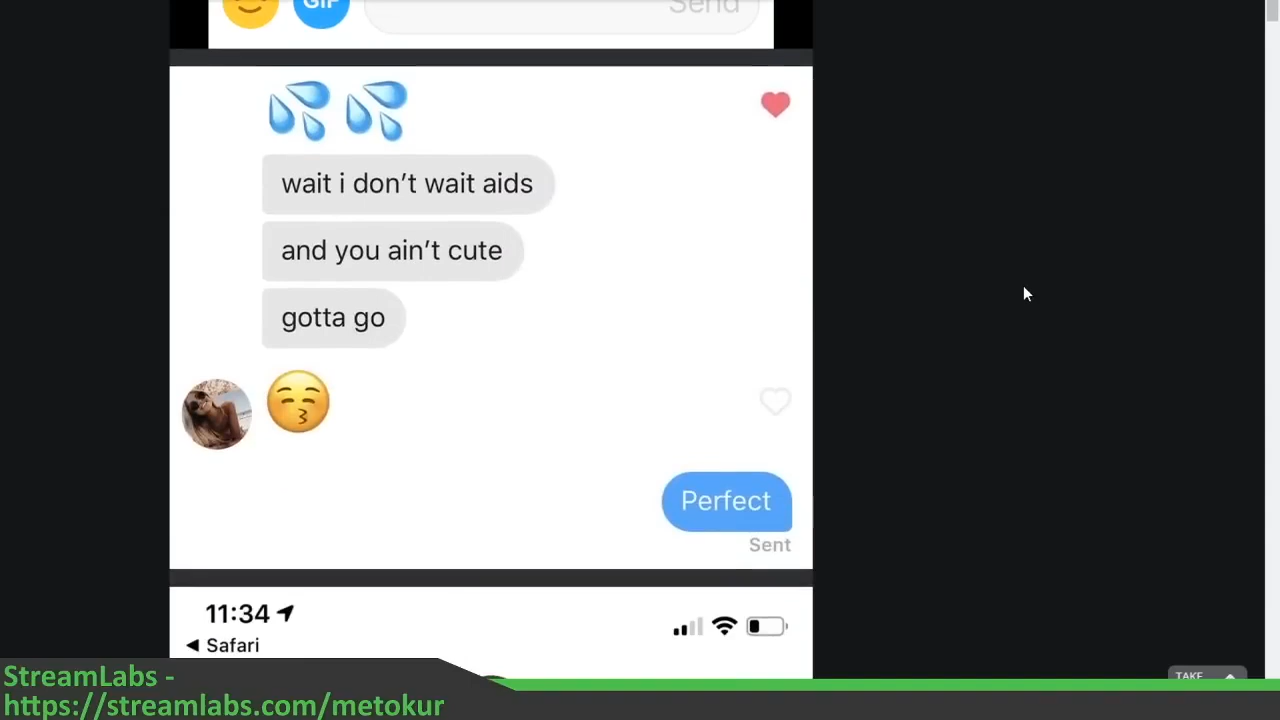 GIF
Send
wait i don’t wait aids
and you ain’t cute
gotta go
Perfect
Sent
11:34
Safari
TAKE
StreamLabs -
https://streamlabs.com/metokur